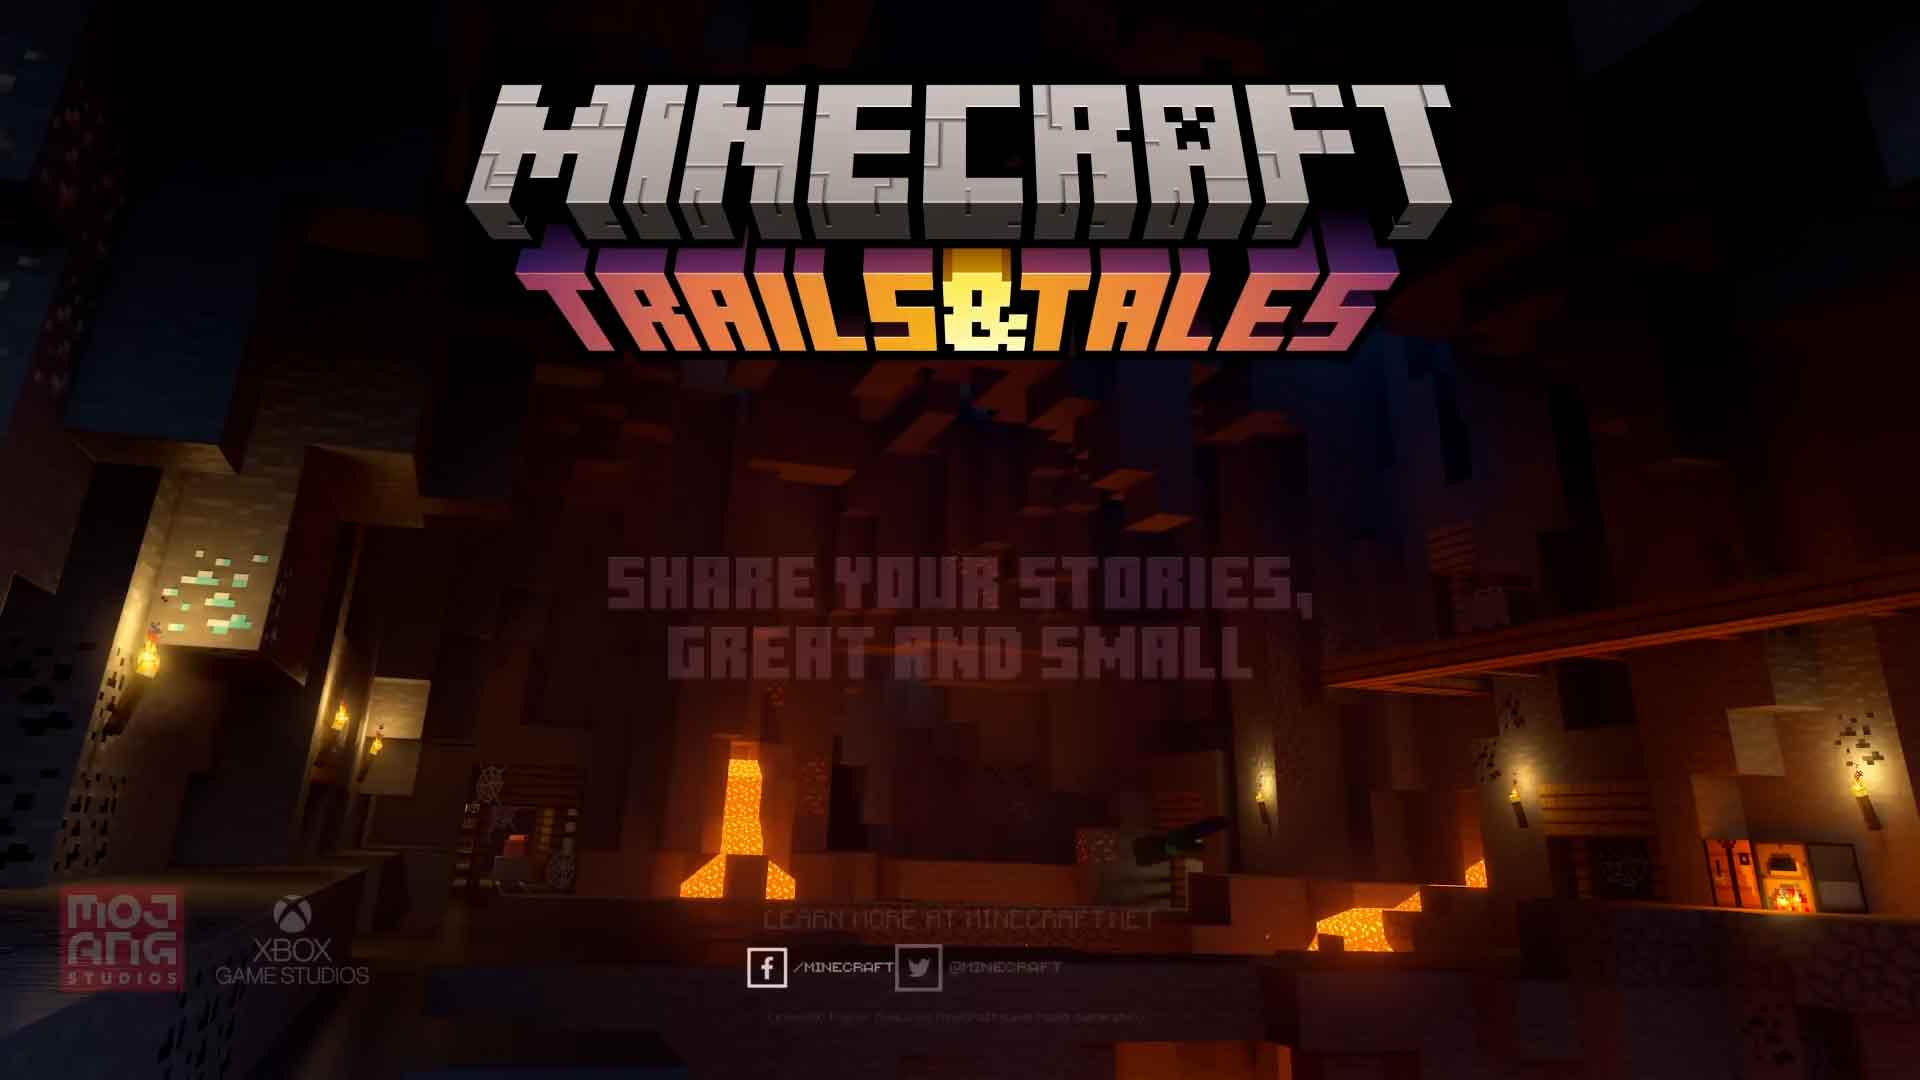 MINECRAFT
TRAILS & TALES
SHARE YOUR STORIES,
GREAT AND SMALL
MOJANG
STUDIOS
XBOX
GAME STUDIOS
LEARN MORE AT MINECRAFT.NET
/MINECRAFT @MINECRAFT